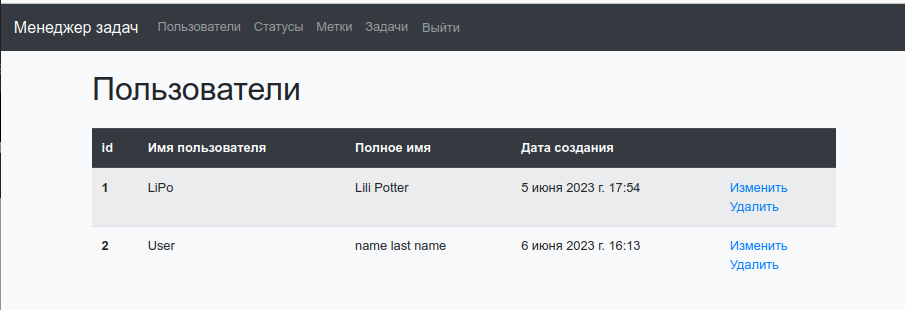 Менеджер задач Пользователи Статусы Метки Задачи Выйти
Пользователи
id Имя пользователя Полное имя Дата создания
1 LiPo Lili Potter 5 июня 2023 г. 17:54 Изменить
Удалить
2 User name last name 6 июня 2023 г. 16:13 Изменить
Удалить